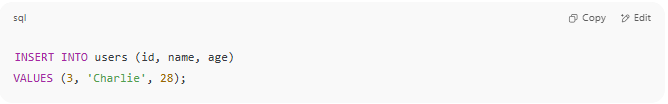 sql
Copy
Edit
INSERT INTO users (id, name, age)
VALUES (3, 'Charlie', 28);